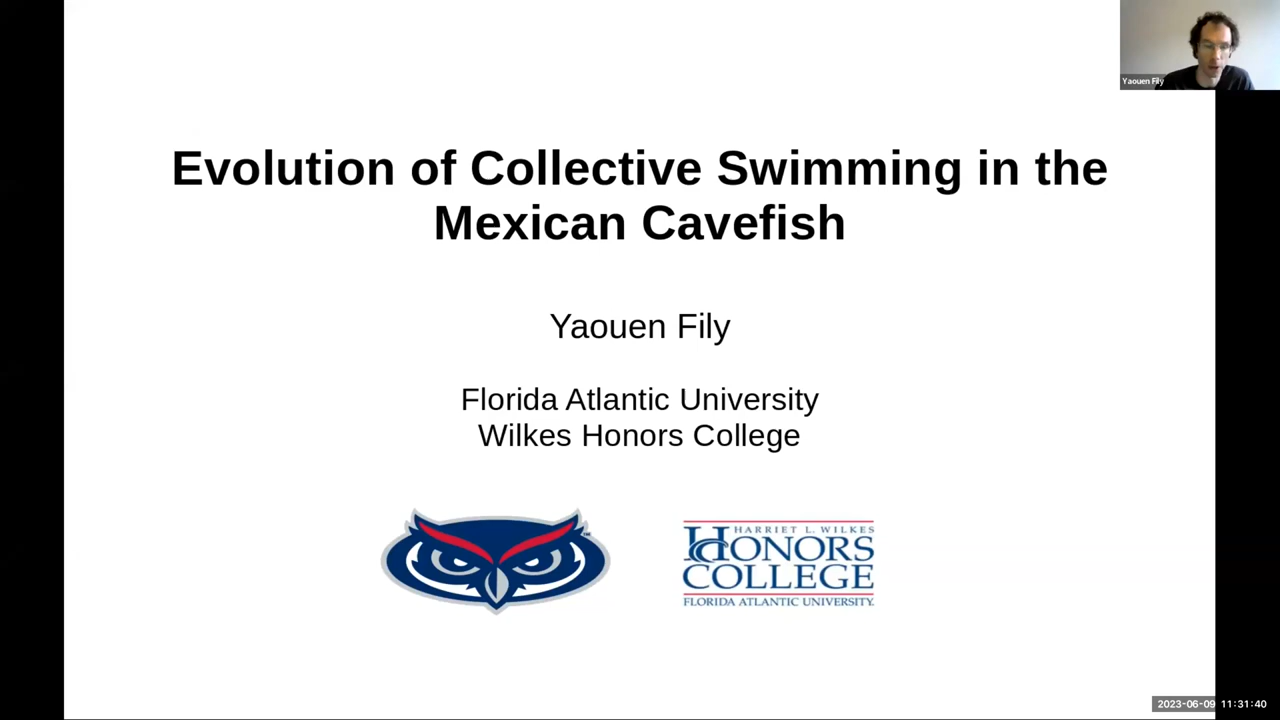 Yaouen Fily
Evolution of Collective Swimming in the
Mexican Cavefish
Yaouen Fily
Florida Atlantic University
Wilkes Honors College
HARRIET L. WILKES
HONORS
COLLEGE
FLORIDA ATLANTIC UNIVERSITY.
2023-06-09 11:31:40